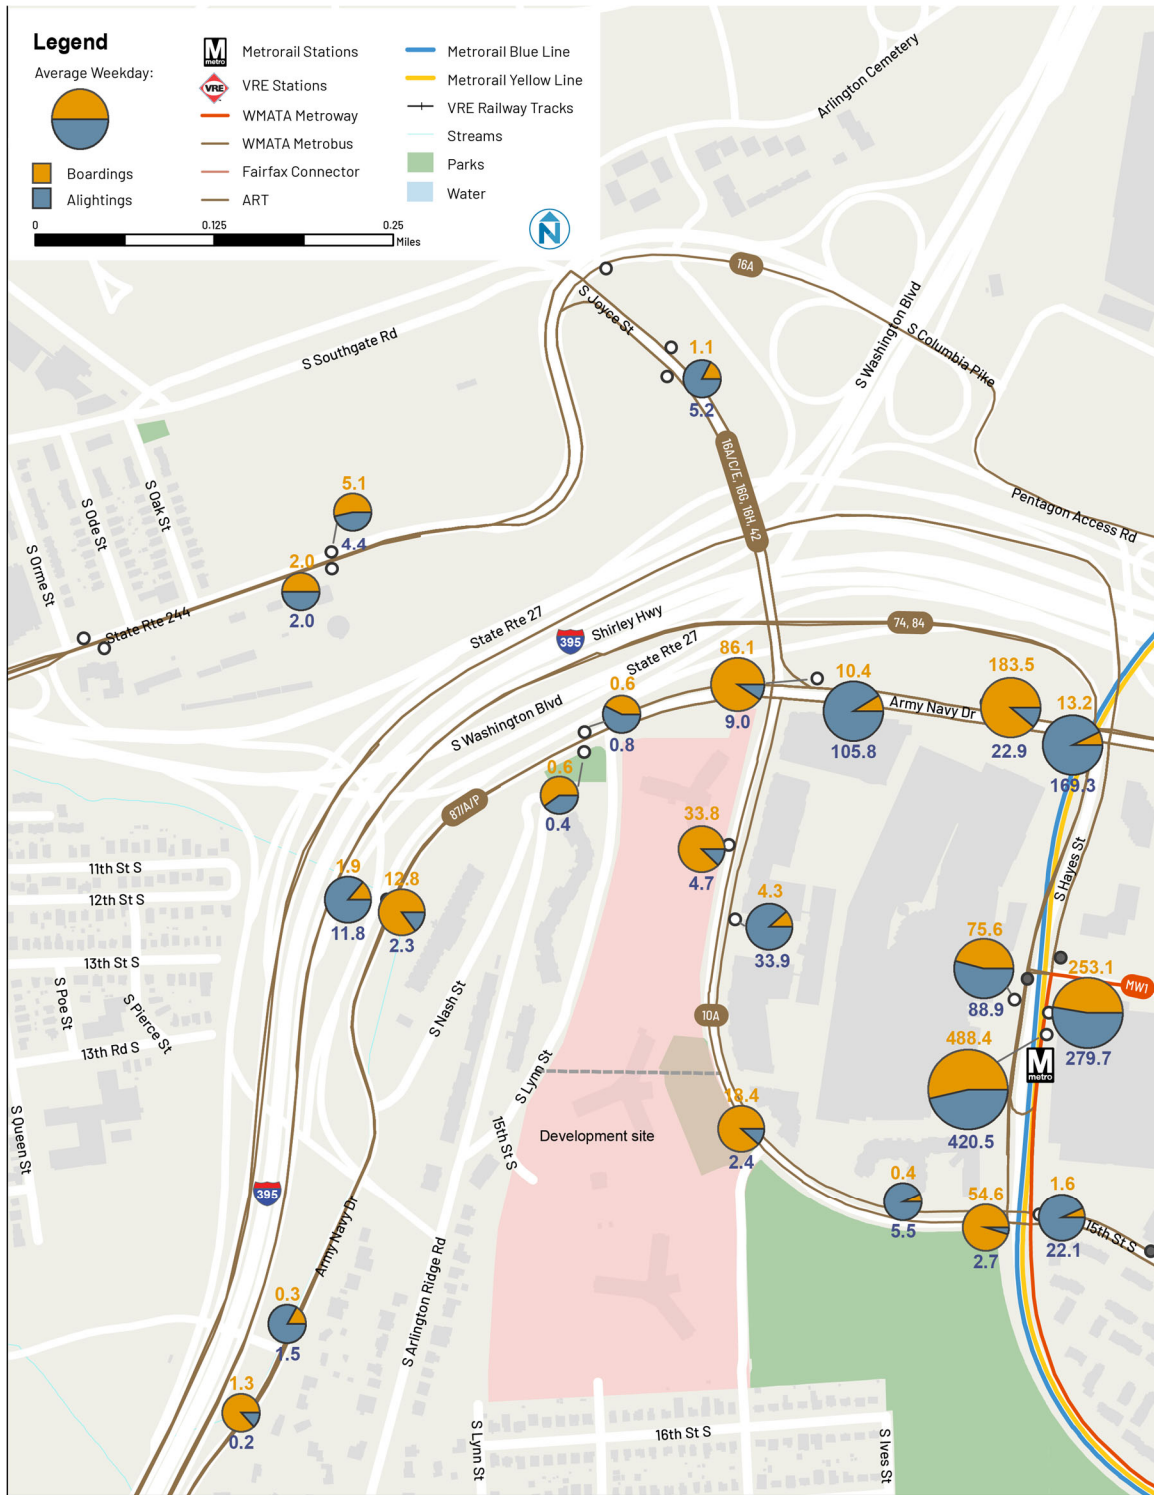 Legend
Average Weekday:
Boardings
Alightings
M
metro
Metrorail Stations
VRE
VRE Stations
WMATA Metroway
WMATA Metrobus
Fairfax Connector
ART
Metrorail Blue Line
Metrorail Yellow Line
VRE Railway Tracks
Streams
Parks
Water
0
0.125
0.25
Miles
N
Arlington Cemetery
16A
S Joyce St
S Southgate Rd
S Washington Blvd
S Columbia Pike
1.1
5.2
16A/C/E, 16G, 16H, 42
Pentagon Access Rd
S Oak St
S Ode St
S Orme St
5.1
4.4
2.0
2.0
State Rte 244
State Rte 27
395
Shirley Hwy
State Rte 27
74, 84
86.1
9.0
10.4
105.8
Army Navy Dr
183.5
22.9
13.2
169.3
S Washington Blvd
0.6
0.8
0.6
0.4
87/A/P
33.8
4.7
S Hayes St
11th St S
12th St S
13th St S
13th Rd S
S Poe St
S Pierce St
S Queen St
1.9
11.8
12.8
2.3
4.3
33.9
75.6
88.9
253.1
279.7
MW1
10A
S Nash St
S Lynn St
488.4
420.5
M
metro
18.4
2.4
Development site
15th St S
0.4
5.5
54.6
2.7
1.6
22.1
15th St S
395
Army Navy Dr
S Arlington Ridge Rd
0.3
1.5
1.3
0.2
S Lynn St
16th St S
S Ives St